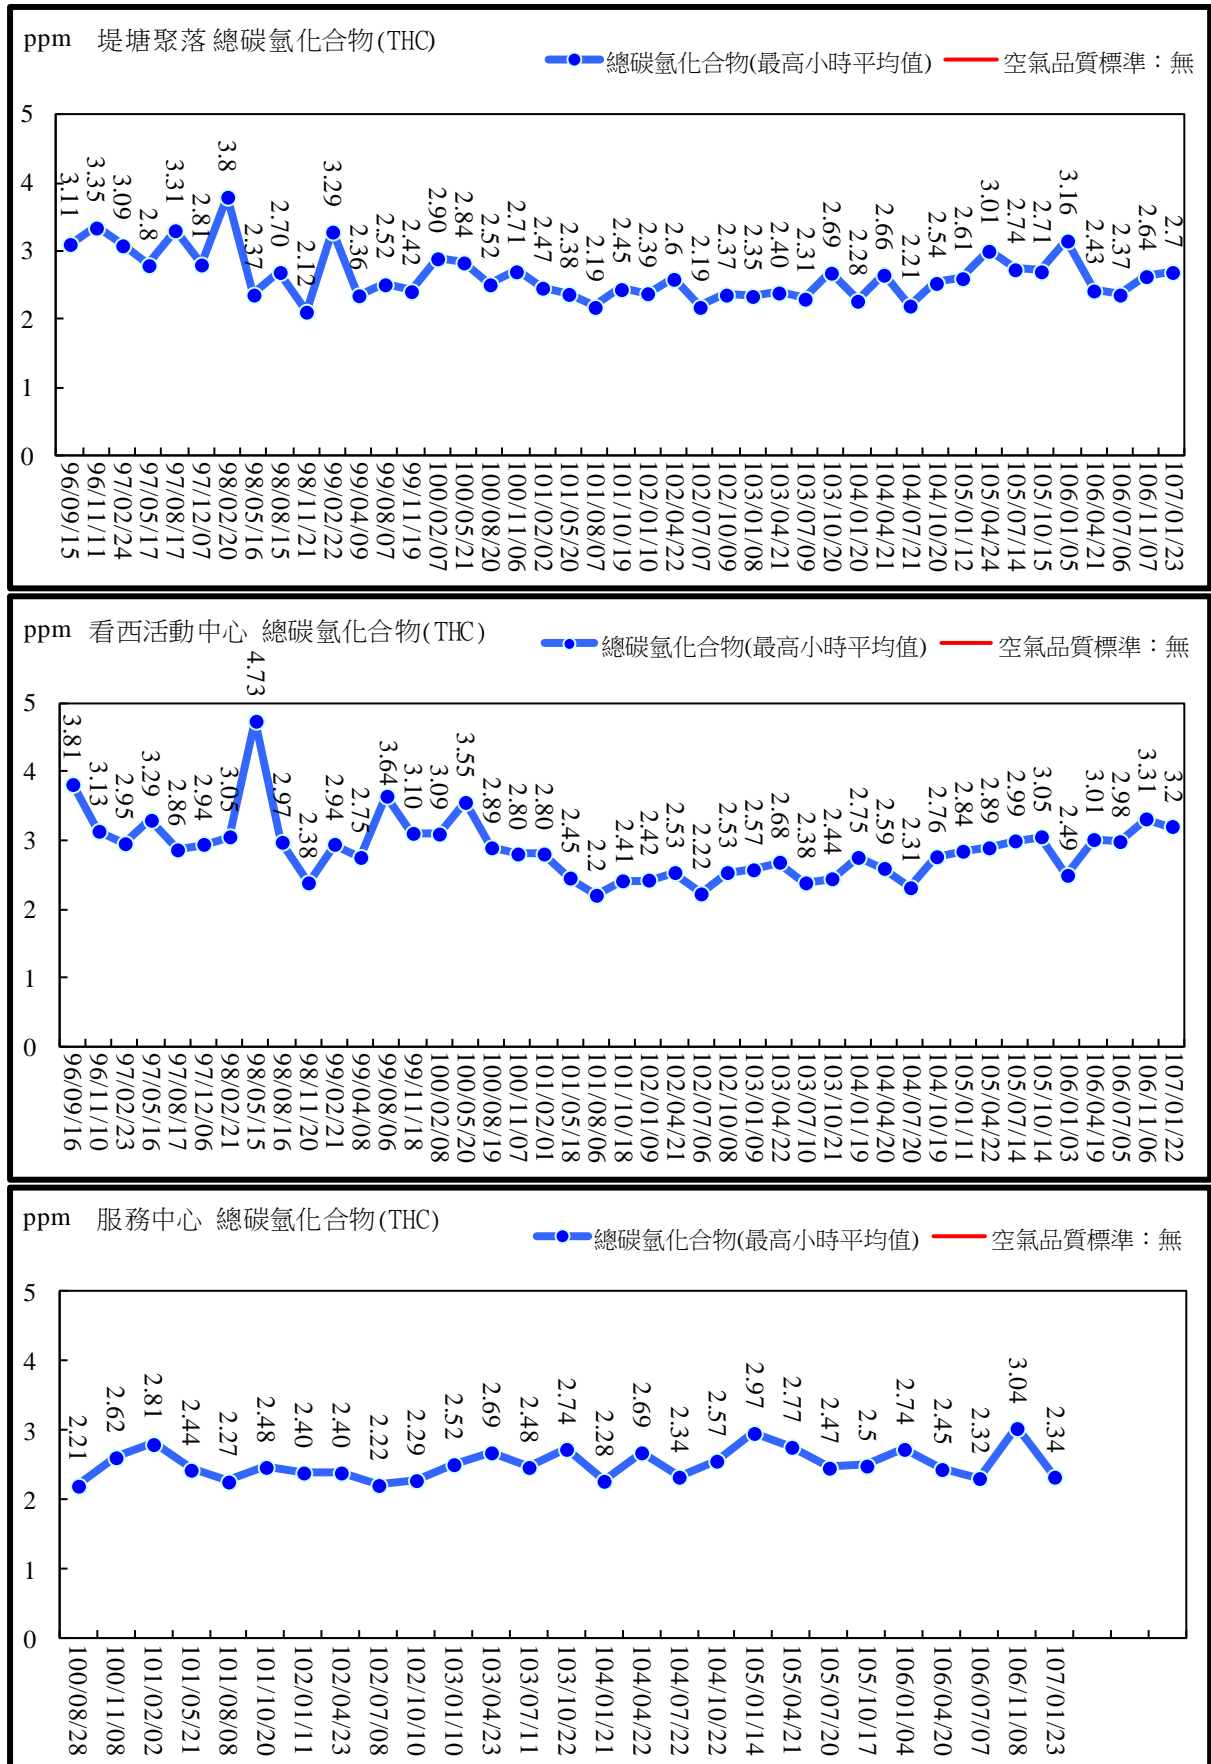 ppm 堤塘聚落 總碳氫化合物(THC)
總碳氫化合物(最高小時平均值) 空氣品質標準：無
5
4
3
2
1
0
3.11 3.35 3.09 2.8 3.31 2.81 3.8 2.37 2.70 2.12 3.29 2.36 2.52 2.42 2.90 2.84 2.52 2.71 2.47 2.38 2.19 2.45 2.39 2.6 2.19 2.37 2.35 2.40 2.31 2.69 2.28 2.66 2.21 2.54 2.61 3.01 2.74 2.71 3.16 2.43 2.37 2.64 2.7
96/09/15 96/11/11 97/02/24 97/05/17 97/08/17 97/12/07 98/02/20 98/05/16 98/08/15 98/11/21 99/02/22 99/04/09 99/08/07 99/11/19 100/02/07 100/05/21 100/08/20 100/11/06 101/02/02 101/05/20 101/08/07 101/10/19 102/01/10 102/04/22 102/07/07 102/10/09 103/01/08 103/04/21 103/07/09 103/10/20 104/01/20 104/04/21 104/07/21 104/10/20 105/01/12 105/04/24 105/07/14 105/10/15 106/01/05 106/04/21 106/07/06 106/11/07 107/01/23
ppm 看西活動中心 總碳氫化合物(THC)
總碳氫化合物(最高小時平均值) 空氣品質標準：無
5
4
3
2
1
0
3.81 3.13 2.95 3.29 2.86 2.94 3.05 4.73 2.97 2.38 2.94 2.75 3.64 3.10 3.09 3.55 2.89 2.80 2.80 2.45 2.2 2.41 2.42 2.53 2.22 2.53 2.57 2.68 2.38 2.44 2.75 2.59 2.31 2.76 2.84 2.89 2.99 3.05 2.49 3.01 2.98 3.31 3.2
96/09/16 96/11/10 97/02/23 97/05/16 97/08/17 97/12/06 98/02/21 98/05/15 98/08/16 98/11/20 99/02/21 99/04/08 99/08/06 99/11/18 100/02/08 100/05/20 100/08/19 100/11/07 101/02/01 101/05/18 101/08/06 101/10/18 102/01/09 102/04/21 102/07/06 102/10/08 103/01/09 103/04/22 103/07/10 103/10/21 104/01/19 104/04/20 104/07/20 104/10/19 105/01/11 105/04/22 105/07/14 105/10/14 106/01/03 106/04/19 106/07/05 106/11/06 107/01/22
ppm 服務中心 總碳氫化合物(THC)
總碳氫化合物(最高小時平均值) 空氣品質標準：無
5
4
3
2
1
0
2.21 2.62 2.81 2.44 2.27 2.48 2.40 2.40 2.22 2.29 2.52 2.69 2.48 2.74 2.28 2.69 2.34 2.57 2.97 2.77 2.47 2.5 2.74 2.45 2.32 3.04 2.34
100/08/28 100/11/08 101/02/02 101/05/21 101/08/08 101/10/20 102/01/11 102/04/23 102/07/08 102/10/10 103/01/10 103/04/23 103/07/11 103/10/22 104/01/21 104/04/22 104/07/22 104/10/22 105/01/14 105/04/21 105/07/20 105/10/17 106/01/04 106/04/20 106/07/07 106/11/08 107/01/23